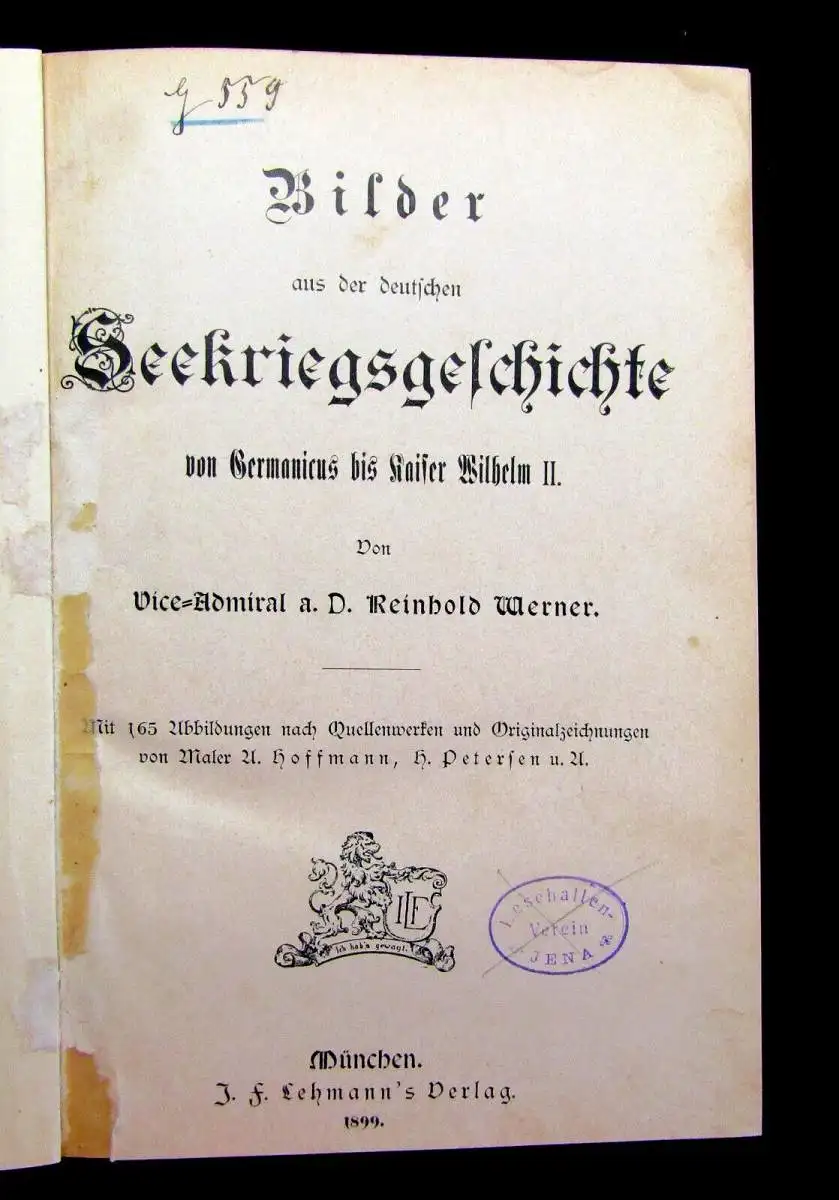 g 559
Bilder
aus der deutschen
Seekriegsgeschichte
von Germanicus bis Kaiser Wilhelm II.
Von
Vice-Admiral a. D. Reinhold Werner.
Mit 165 Abbildungen nach Quellenwerken und Originalzeichnungen
von Maler A. Hoffmann, H. Petersen u. A.
Ich hab's gewagt.
Lesehallen-
Verein
JENA
München.
J. F. Lehmann's Verlag.
1899.